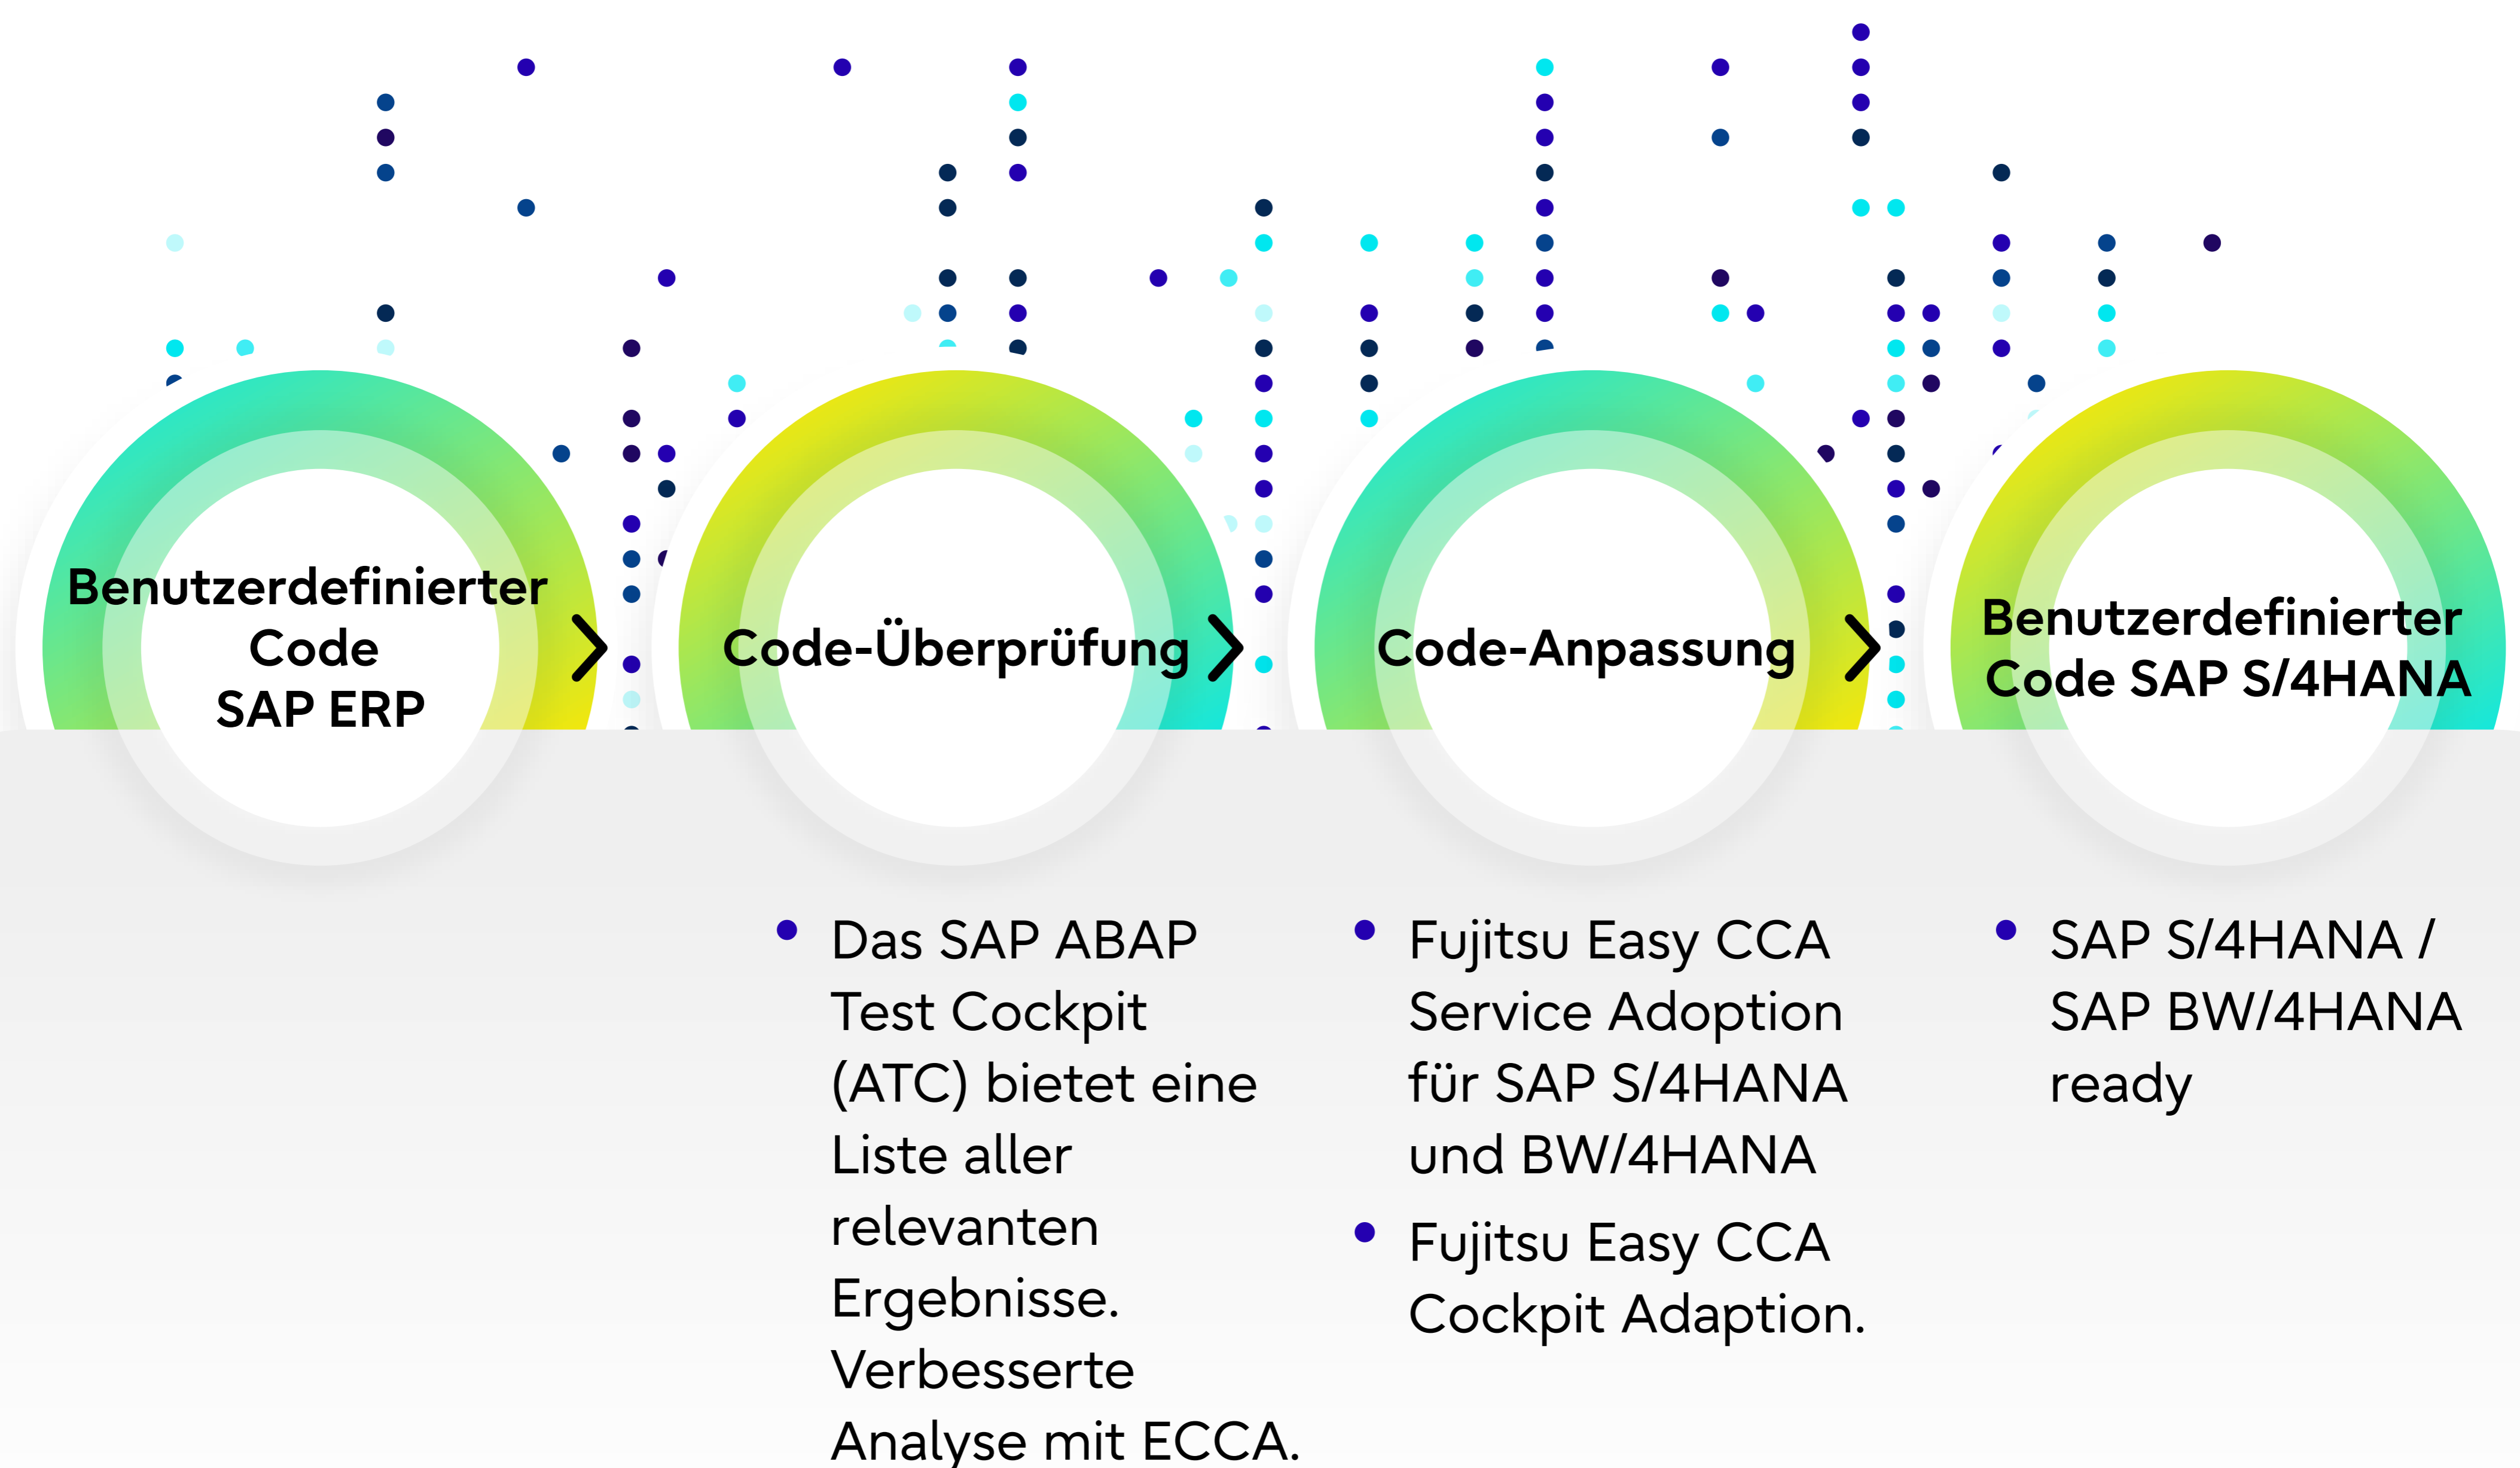 Benutzerdefinierter
Code
SAP ERP
Code-Überprüfung
Code-Anpassung
Benutzerdefinierter
Code SAP S/4HANA
• Das SAP ABAP
Test Cockpit
(ATC) bietet eine
Liste aller
relevanten
Ergebnisse.
Verbesserte
Analyse mit ECCA.
• Fujitsu Easy CCA
Service Adoption
für SAP S/4HANA
und BW/4HANA
• Fujitsu Easy CCA
Cockpit Adaption.
• SAP S/4HANA /
SAP BW/4HANA
ready